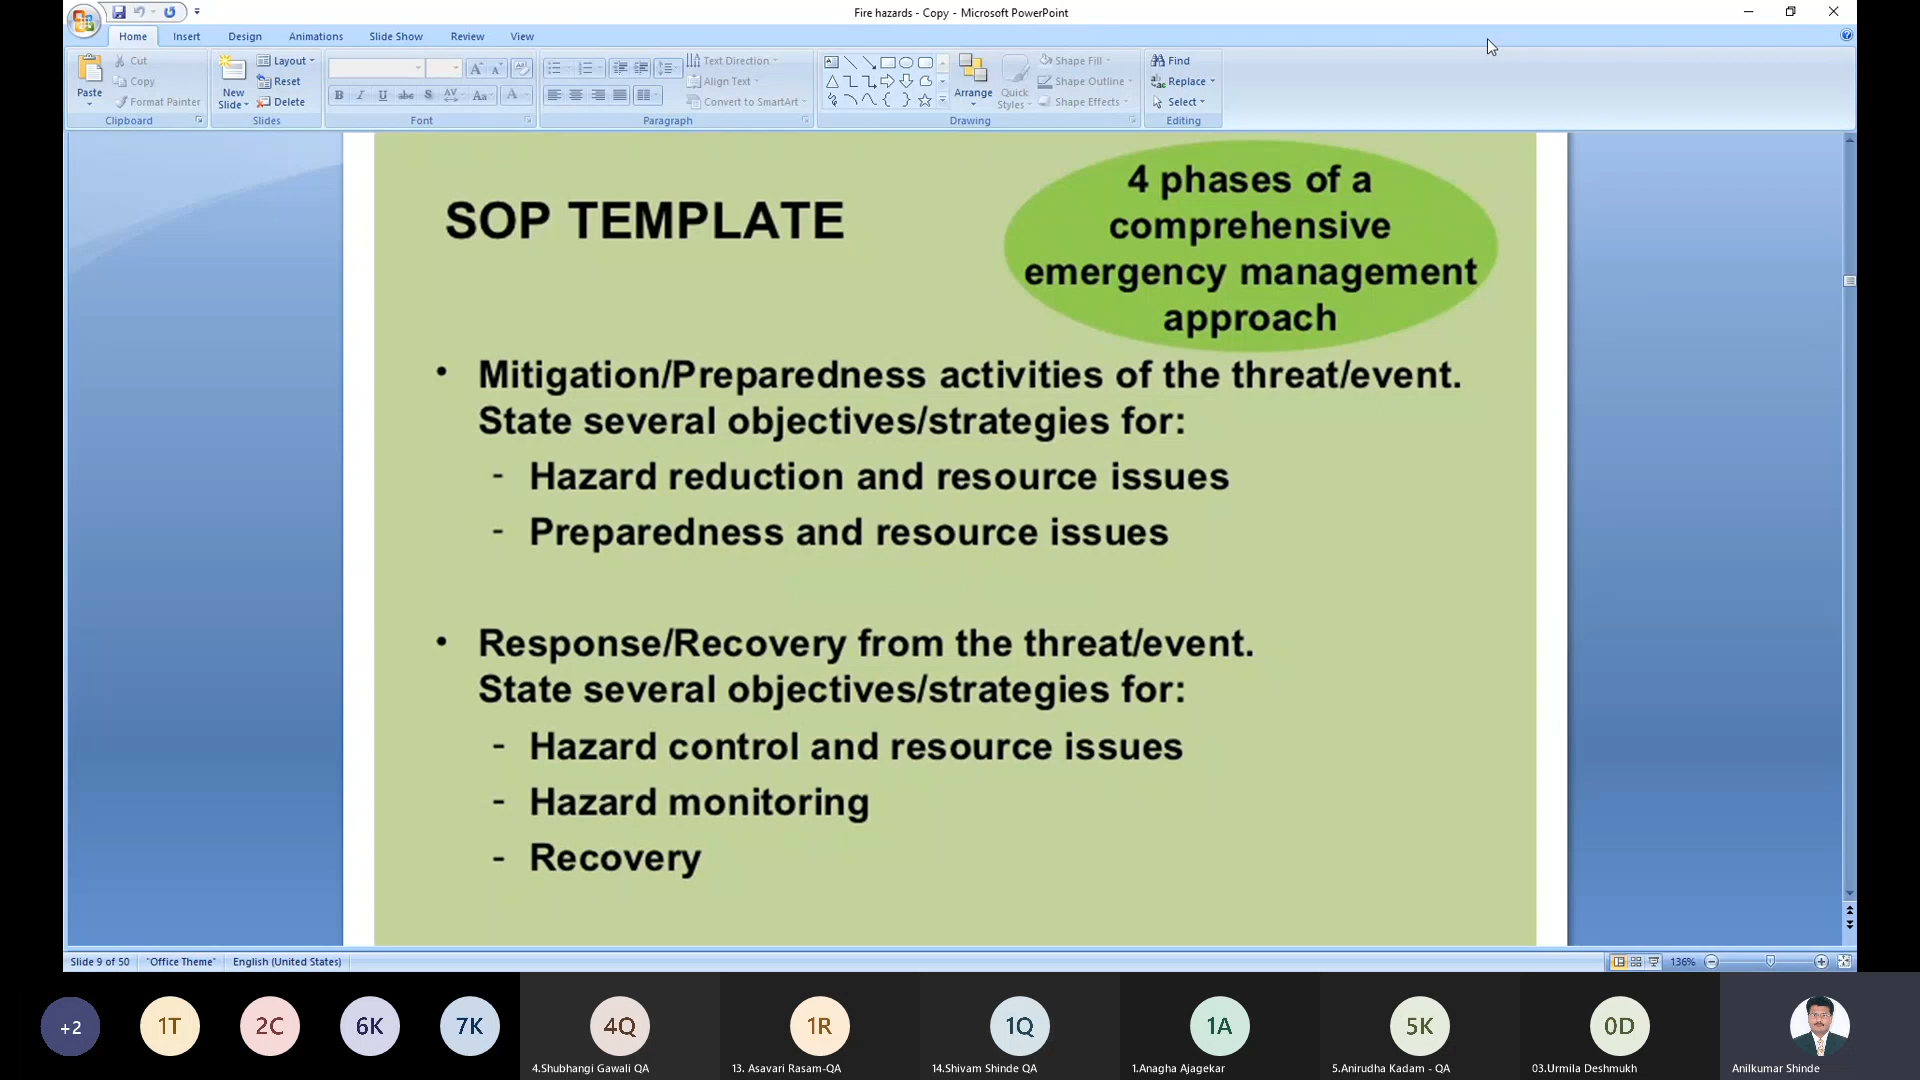 Fire hazards - Copy - Microsoft PowerPoint
Home Insert Design Animations Slide Show Review View
Paste
Cut
Copy
Format Painter
Clipboard
New
Slide
Layout
Reset
Delete
Slides
B I U abc S AV Aa A
Font
Text Direction
Align Text
Convert to SmartArt
Paragraph
Arrange
Quick
Styles
Shape Fill
Shape Outline
Shape Effects
Drawing
Find
Replace
Select
Editing
SOP TEMPLATE
4 phases of a
comprehensive
emergency management
approach
• Mitigation/Preparedness activities of the threat/event.
State several objectives/strategies for:
- Hazard reduction and resource issues
- Preparedness and resource issues
• Response/Recovery from the threat/event.
State several objectives/strategies for:
- Hazard control and resource issues
- Hazard monitoring
- Recovery
Slide 9 of 50 "Office Theme" English (United States) 136%
+2 1T 2C 6K 7K 4Q 1R 1Q 1A 5K 0D
4.Shubhangi Gawali QA 13. Asavari Rasam-QA 14.Shivam Shinde QA 1.Anagha Ajagekar 5.Anirudha Kadam - QA 03.Urmila Deshmukh Anilkumar Shinde